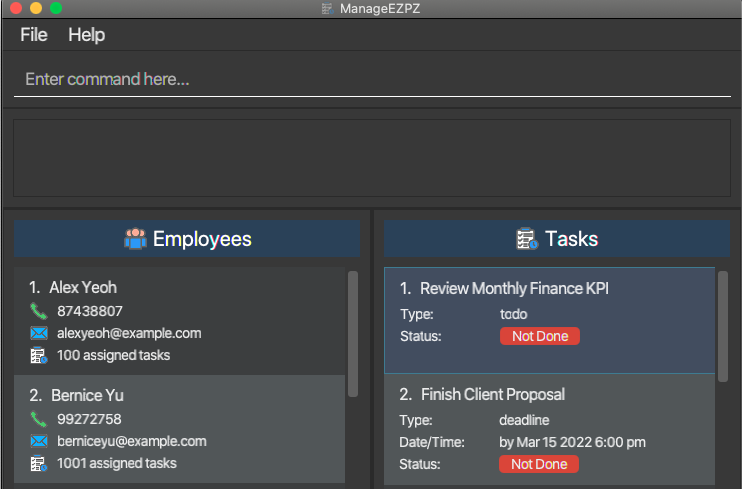 ManageEZPZ
File Help
Enter command here...
Employees
1. Alex Yeoh
87438807
alexyeoh@example.com
100 assigned tasks
2. Bernice Yu
99272758
berniceyu@example.com
1001 assigned tasks
Tasks
1. Review Monthly Finance KPI
Type: todo
Status: Not Done
2. Finish Client Proposal
Type: deadline
Date/Time: by Mar 15 2022 6:00 pm
Status: Not Done